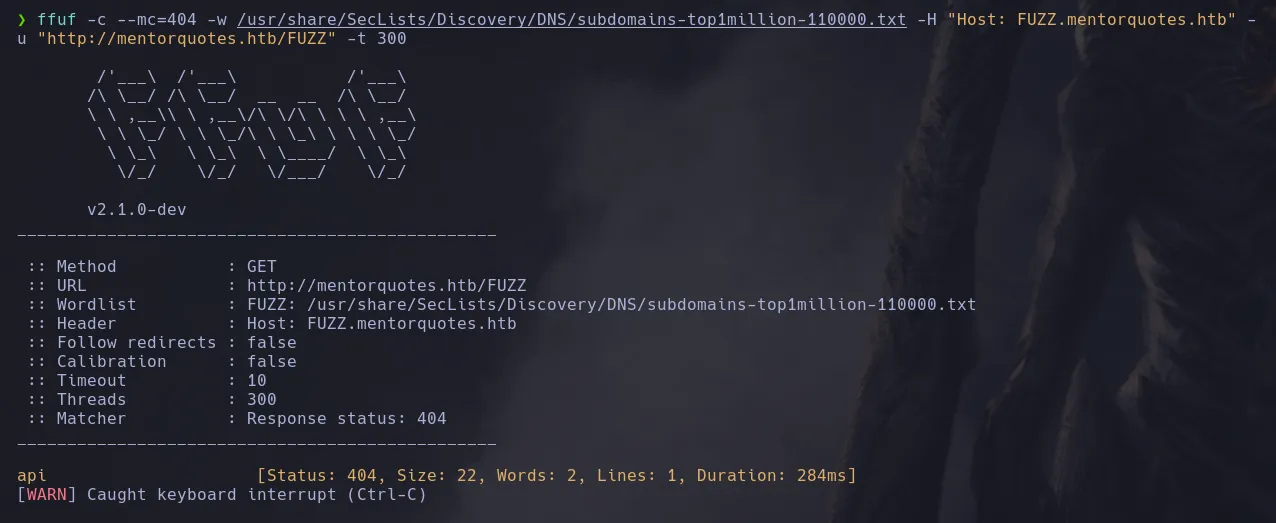 ❯ ffuf -c --mc=404 -w /usr/share/SecLists/Discovery/DNS/subdomains-top1million-110000.txt -H "Host: FUZZ.mentorquotes.htb" -
u "http://mentorquotes.htb/FUZZ" -t 300

        /'___\  /'___\           /'___\
       /\ \__/ /\ \__/  __  __  /\ \__/
       \ \ ,__\\ \ ,__\/\ \/\ \ \ \ ,__\
        \ \ \_/ \ \ \_/\ \ \_\ \ \ \ \_/
         \ \_\   \ \_\  \ \____/  \ \_\
          \/_/    \/_/   \/___/    \/_/

       v2.1.0-dev
________________________________________________

 :: Method           : GET
 :: URL              : http://mentorquotes.htb/FUZZ
 :: Wordlist         : FUZZ: /usr/share/SecLists/Discovery/DNS/subdomains-top1million-110000.txt
 :: Header           : Host: FUZZ.mentorquotes.htb
 :: Follow redirects : false
 :: Calibration      : false
 :: Timeout          : 10
 :: Threads          : 300
 :: Matcher          : Response status: 404
________________________________________________

api                     [Status: 404, Size: 22, Words: 2, Lines: 1, Duration: 284ms]
[WARN] Caught keyboard interrupt (Ctrl-C)